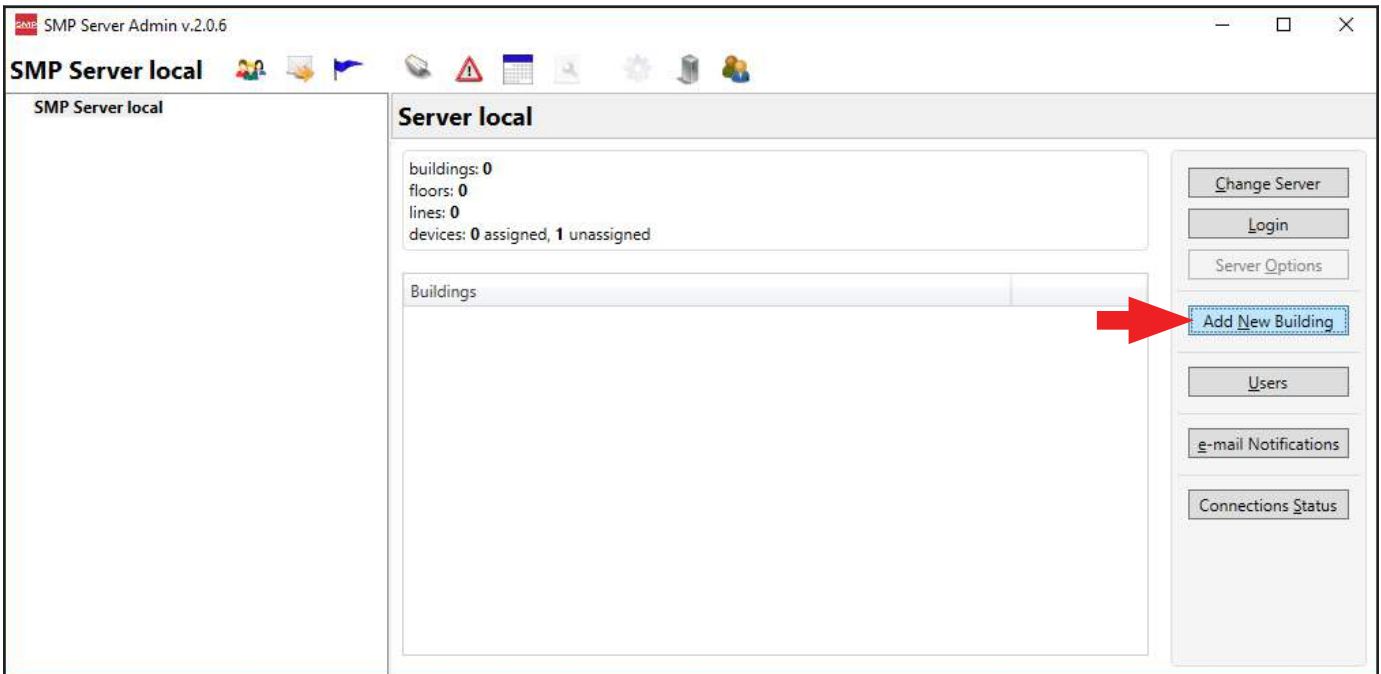 SMP SMP Server Admin v.2.0.6
SMP Server local
SMP Server local
Server local
buildings: 0
floors: 0
lines: 0
devices: 0 assigned, 1 unassigned
Buildings
Change Server
Login
Server Options
Add New Building
Users
e-mail Notifications
Connections Status